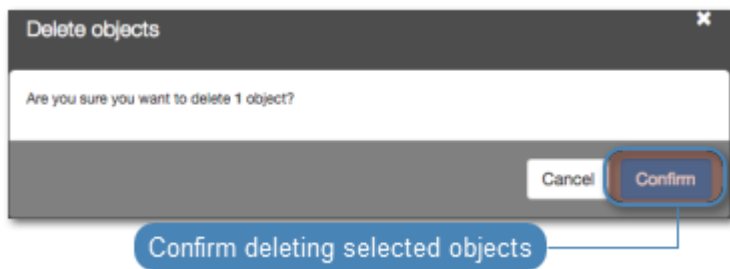 Delete objects
Are you sure you want to delete 1 object?
Cancel Confirm
Confirm deleting selected objects